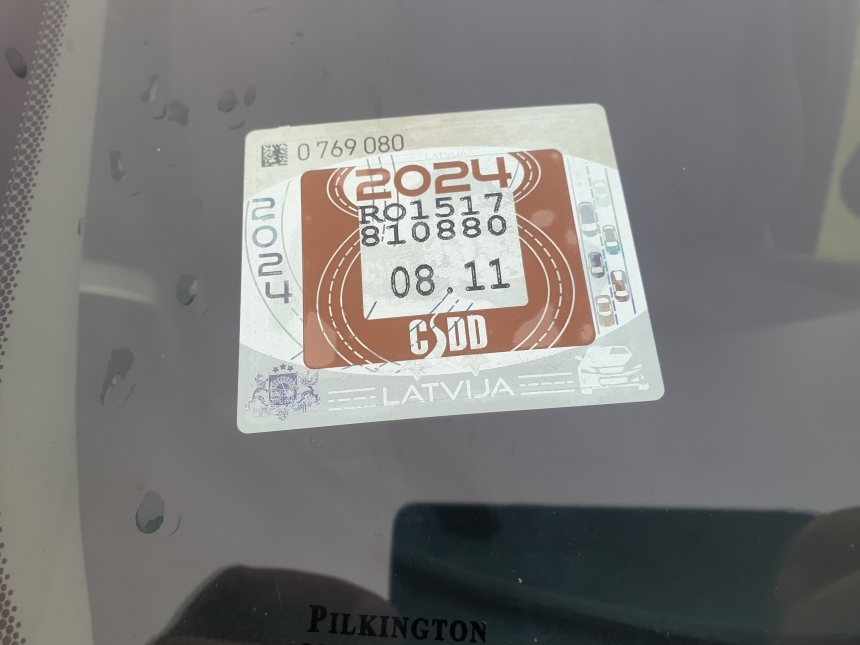 0 769 080
2024
RO1517
810880
2024
08.11
CSDD
LATVIJA
PILKINGTON